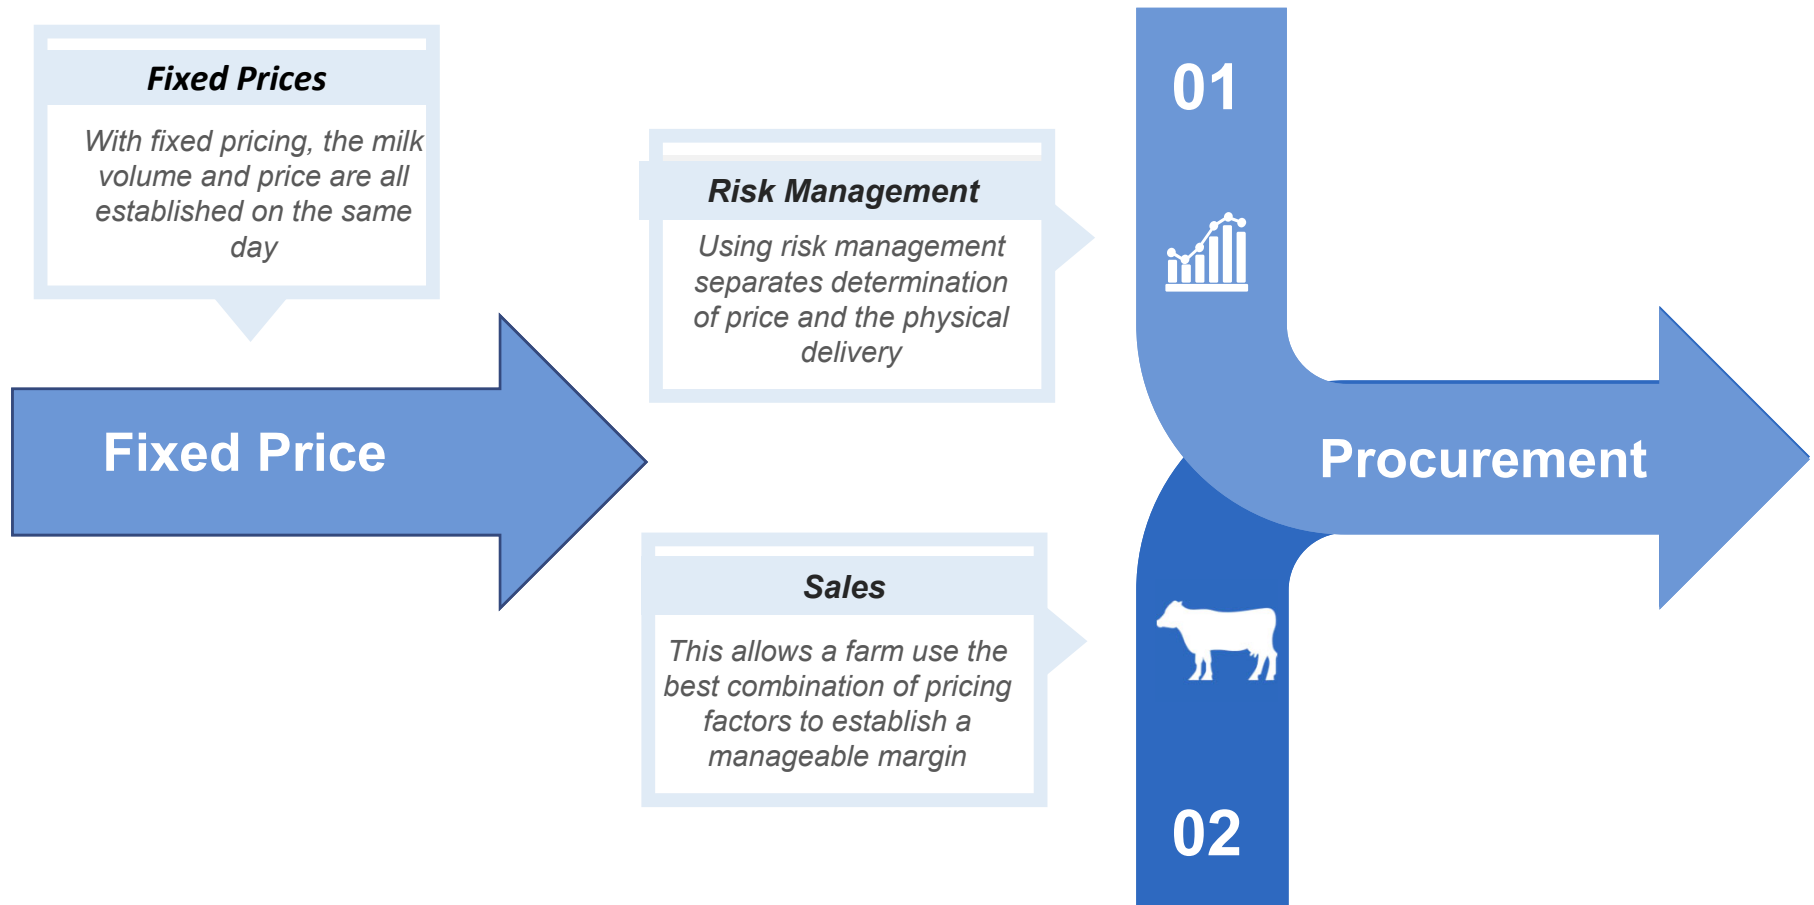 Fixed Prices
With fixed pricing, the milk
volume and price are all
established on the same
day
Fixed Price
Risk Management
Using risk management
separates determination
of price and the physical
delivery
Sales
This allows a farm use the
best combination of pricing
factors to establish a
manageable margin
01
Procurement
02